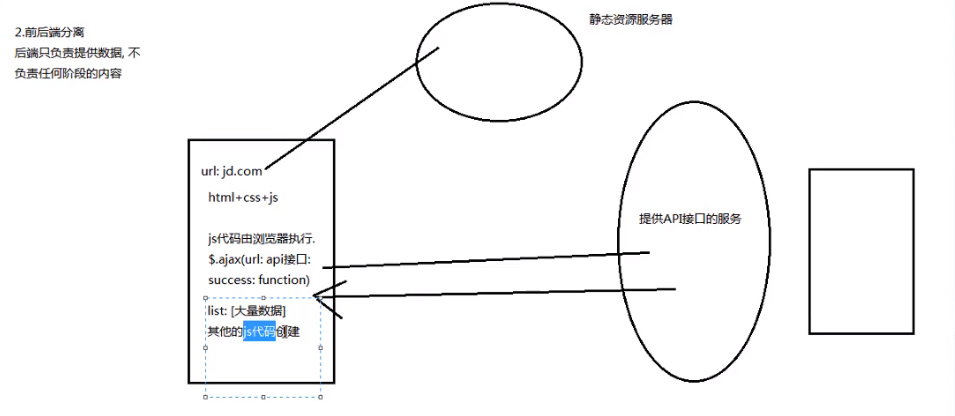 2.前后端分离
后端只负责提供数据, 不
负责任何阶段的内容
静态资源服务器
url: jd.com
html+css+js
js代码由浏览器执行.
$.ajax(url: api接口:
success: function)
list: [大量数据]
其他的js代码创建
提供API接口的服务